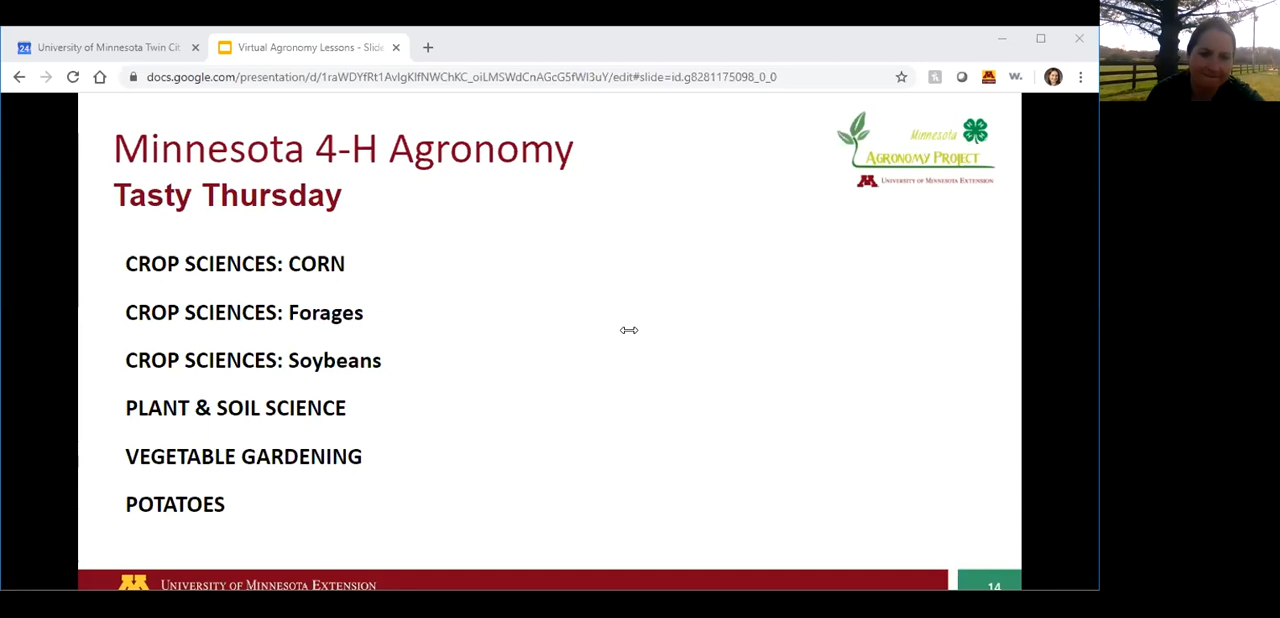 24 University of Minnesota Twin Cit
Virtual Agronomy Lessons - Slide
docs.google.com/presentation/d/1raWDYfRt1AvIgKIfNWChKC_oiLMSWdCnAGcG5fWI3uY/edit#slide=id.g8281175098_0_0
w.
Minnesota 4-H Agronomy
Tasty Thursday
Minnesota
AGRONOMY PROJECT
UNIVERSITY OF MINNESOTA EXTENSION
CROP SCIENCES: CORN
CROP SCIENCES: Forages
CROP SCIENCES: Soybeans
PLANT & SOIL SCIENCE
VEGETABLE GARDENING
POTATOES
UNIVERSITY OF MINNESOTA EXTENSION
14